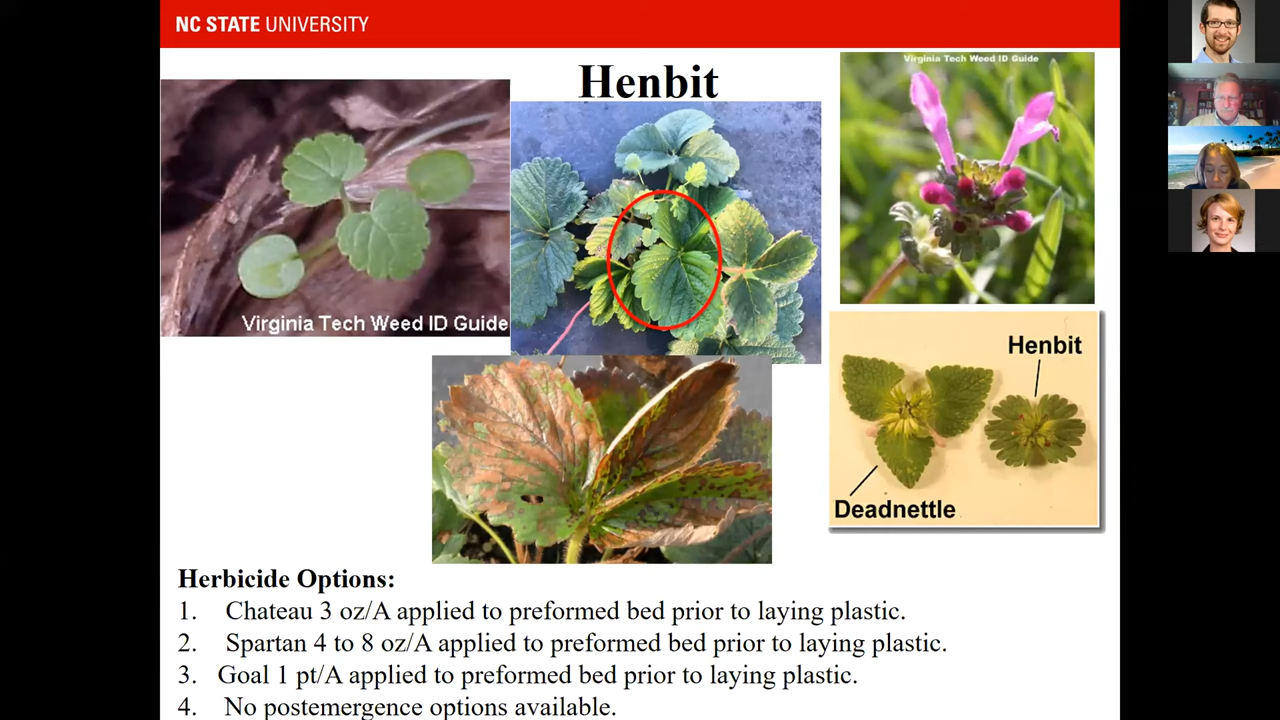 NC STATE UNIVERSITY
Henbit
Virginia Tech Weed ID Guide
Virginia Tech Weed ID Guide
Henbit
Deadnettle
Herbicide Options:
1. Chateau 3 oz/A applied to preformed bed prior to laying plastic.
2. Spartan 4 to 8 oz/A applied to preformed bed prior to laying plastic.
3. Goal 1 pt/A applied to preformed bed prior to laying plastic.
4. No postemergence options available.